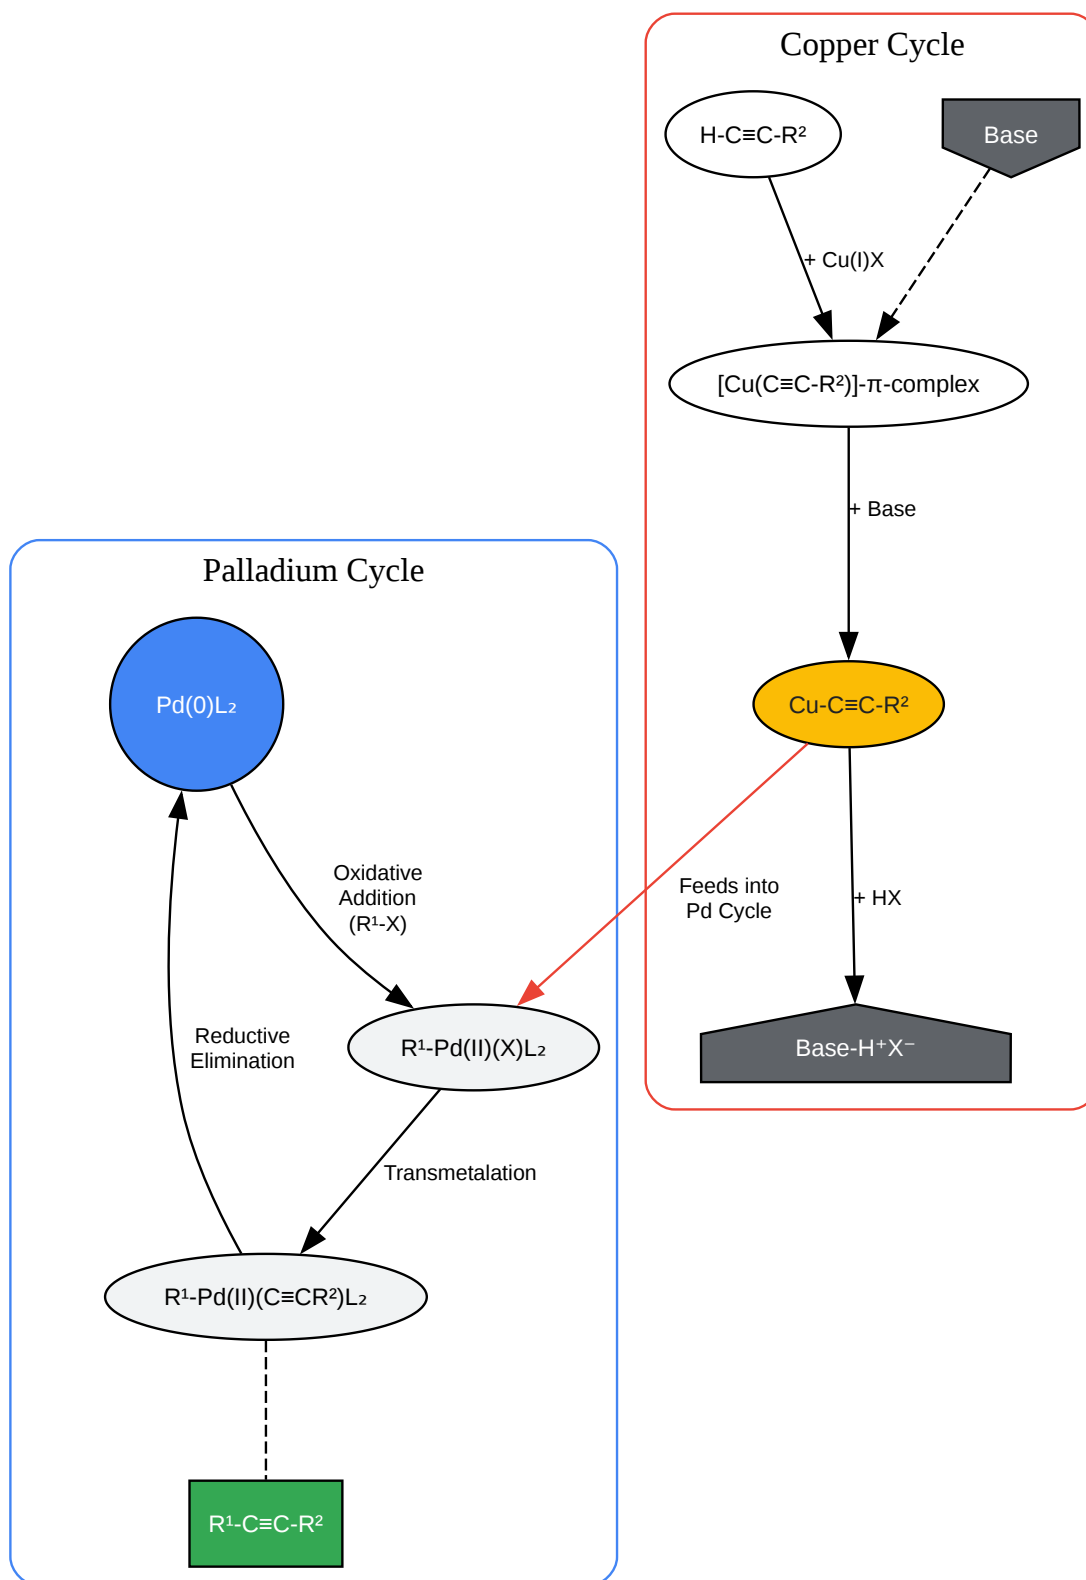 Copper Cycle
H-C≡C-R²
Base
+ Cu(I)X
[Cu(C≡C-R²)]-π-complex
+ Base
Palladium Cycle
Pd(0)L₂
Cu-C≡C-R²
Oxidative
Addition
(R¹-X)
Feeds into
Pd Cycle
+ HX
Reductive
Elimination
R¹-Pd(II)(X)L₂
Base-H⁺X⁻
Transmetalation
R¹-Pd(II)(C≡CR²)L₂
R¹-C≡C-R²